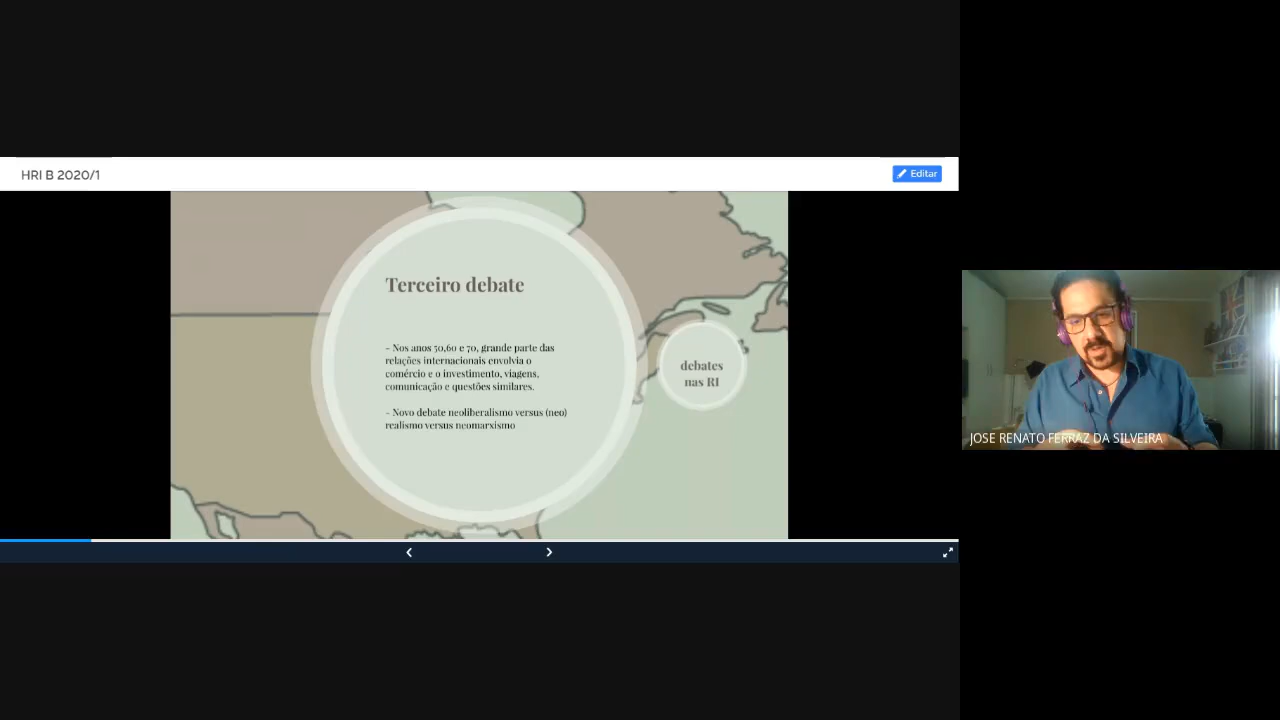 HRI B 2020/1
Editar
Terceiro debate
– Nos anos 50,60 e 70, grande parte das
relações internacionais envolvia o
comércio e o investimento, viagens,
comunicação e questões similares.
– Novo debate neoliberalismo versus (neo)
realismo versus neomarxismo
debates
nas RI
JOSE RENATO FERRAZ DA SILVEIRA